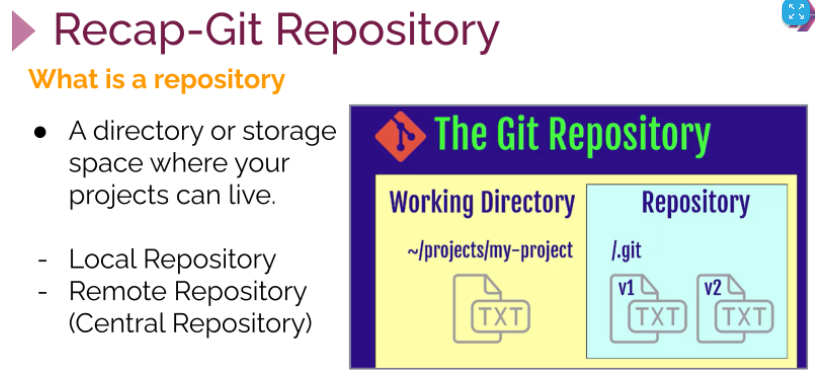 Recap-Git Repository
What is a repository
● A directory or storage
space where your
projects can live.
- Local Repository
- Remote Repository
(Central Repository)
The Git Repository
Working Directory
~/projects/my-project
TXT
Repository
/.git
v1 TXT
v2 TXT